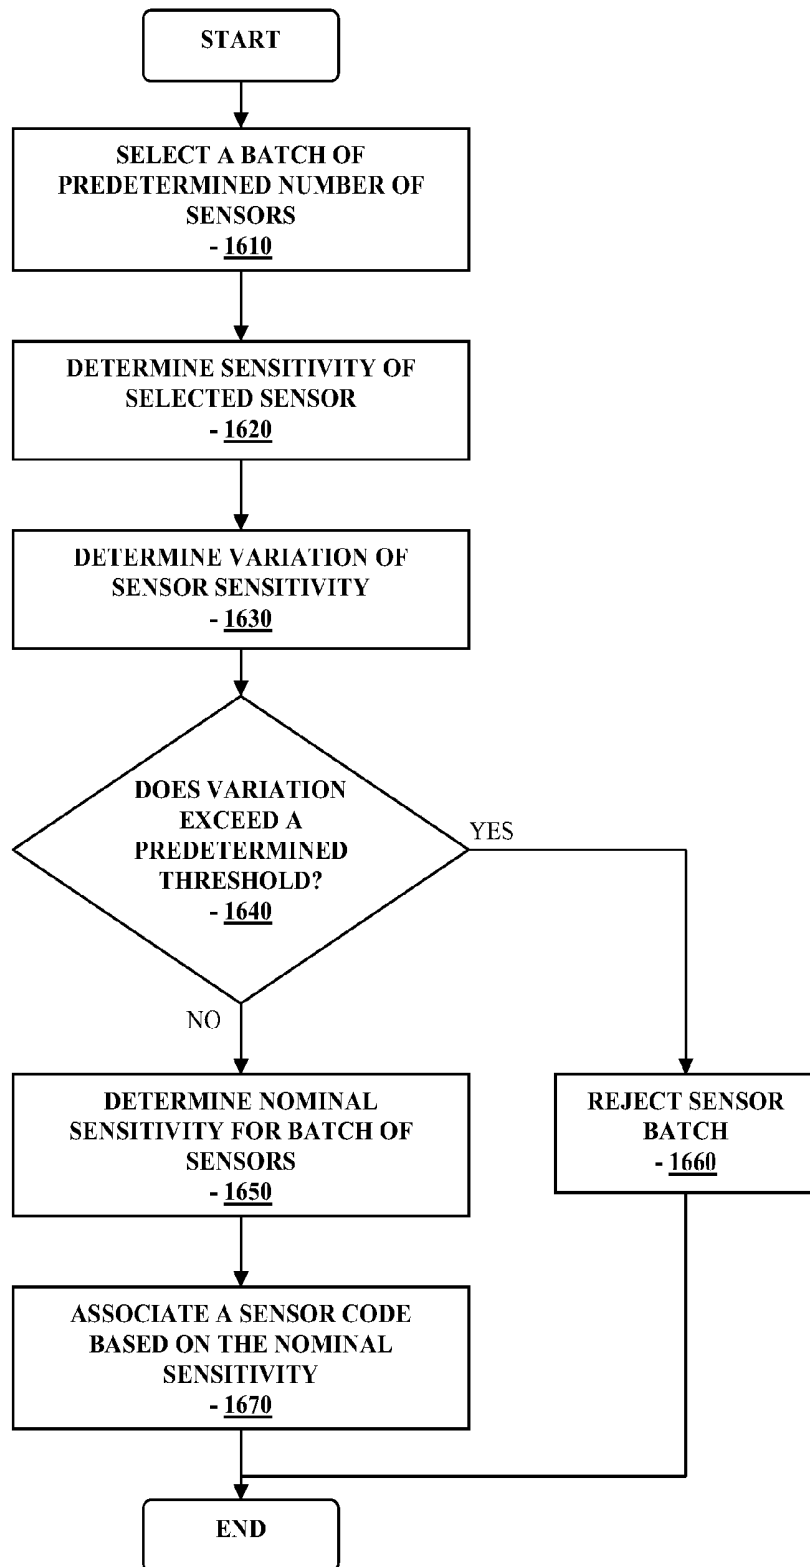 START
SELECT A BATCH OF
PREDETERMINED NUMBER OF
SENSORS
- 1610
DETERMINE SENSITIVITY OF
SELECTED SENSOR
- 1620
DETERMINE VARIATION OF
SENSOR SENSITIVITY
- 1630
DOES VARIATION
EXCEED A
PREDETERMINED
THRESHOLD?
- 1640
YES
NO
DETERMINE NOMINAL
SENSITIVITY FOR BATCH OF
SENSORS
- 1650
REJECT SENSOR
BATCH
- 1660
ASSOCIATE A SENSOR CODE
BASED ON THE NOMINAL
SENSITIVITY
- 1670
END